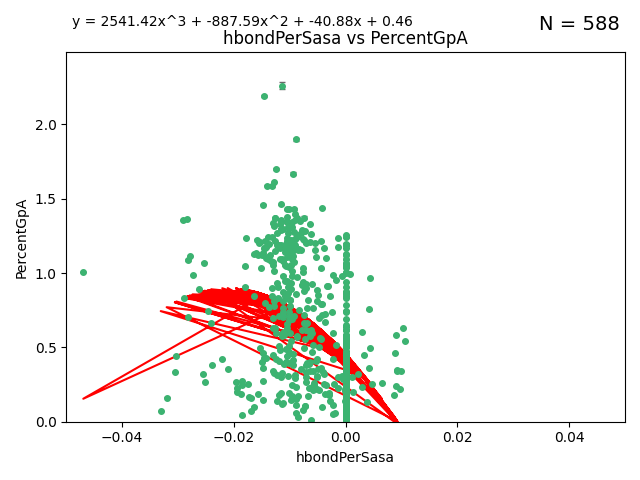 y = 2541.42x^3 + -887.59x^2 + -40.88x + 0.46
N = 588
hbondPerSasa vs PercentGpA
PercentGpA
2.0
1.5
1.0
0.5
0.0
−0.04 −0.02 0.00 0.02 0.04
hbondPerSasa